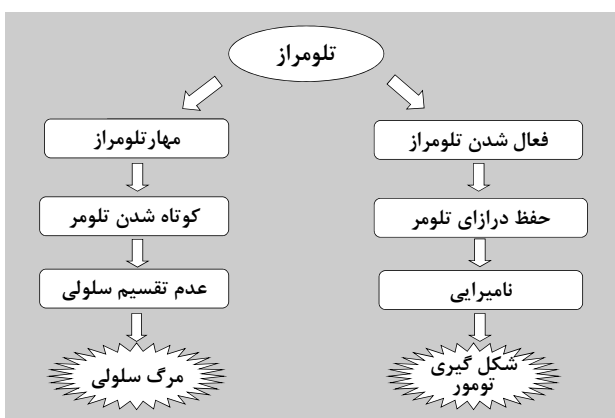 تلومراز
فعال شدن تلومراز
حفظ درازای تلومر
نامیرایی
شکل گیری
تومور
مهارتلومراز
کوتاه شدن تلومر
عدم تقسیم سلولی
مرگ سلولی